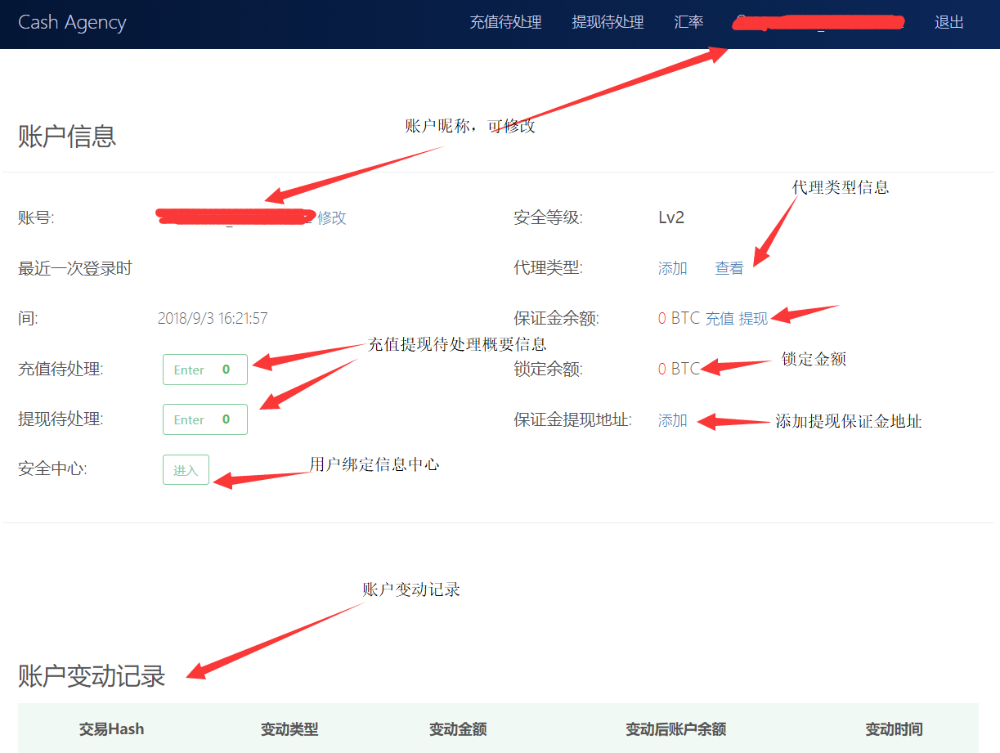 Cash Agency 充值待处理 提现待处理 汇率 退出
账户昵称，可修改
账户信息
代理类型信息
账号: 修改 安全等级: Lv2
最近一次登录时 代理类型: 添加 查看
间: 2018/9/3 16:21:57 保证金余额: 0 BTC 充值 提现
充值提现待处理概要信息
充值待处理: Enter 0 锁定余额: 0 BTC 锁定金额
提现待处理: Enter 0 保证金提现地址: 添加 添加提现保证金地址
安全中心: 进入 用户绑定信息中心
账户变动记录
账户变动记录
交易Hash 变动类型 变动金额 变动后账户余额 变动时间